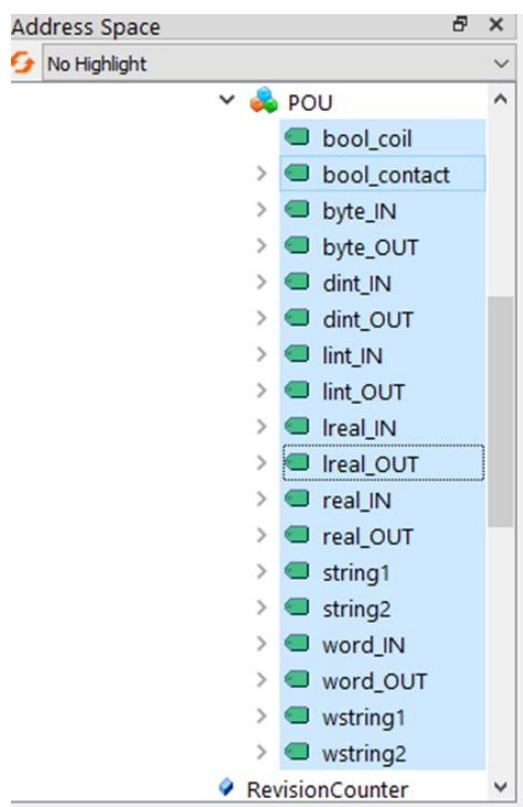 Address Space
No Highlight
POU
bool_coil
bool_contact
byte_IN
byte_OUT
dint_IN
dint_OUT
lint_IN
lint_OUT
lreal_IN
lreal_OUT
real_IN
real_OUT
string1
string2
word_IN
word_OUT
wstring1
wstring2
RevisionCounter